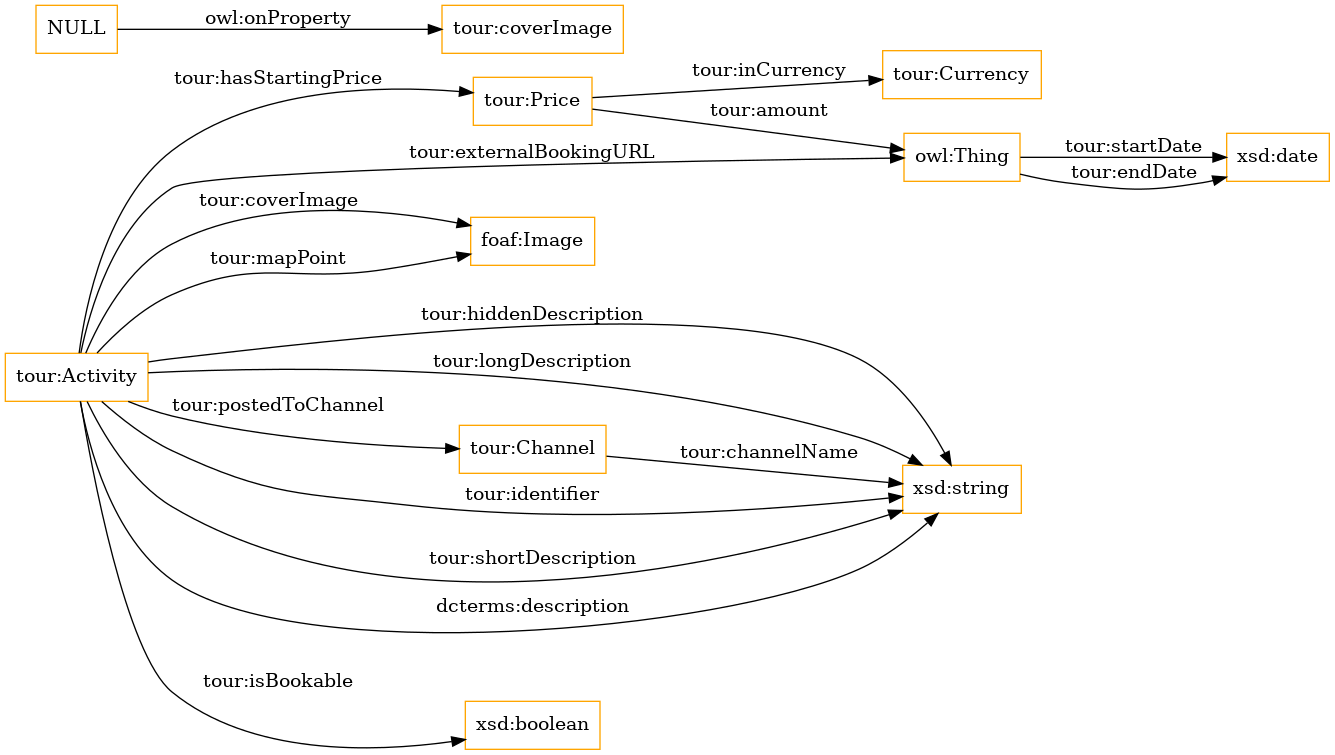 NULL
owl:onProperty
tour:coverImage
tour:hasStartingPrice
tour:Price
tour:inCurrency
tour:Currency
tour:amount
tour:externalBookingURL
owl:Thing
tour:startDate
xsd:date
tour:endDate
tour:coverImage
foaf:Image
tour:mapPoint
tour:hiddenDescription
tour:longDescription
tour:Activity
tour:postedToChannel
tour:Channel
tour:channelName
xsd:string
tour:identifier
tour:shortDescription
dcterms:description
tour:isBookable
xsd:boolean